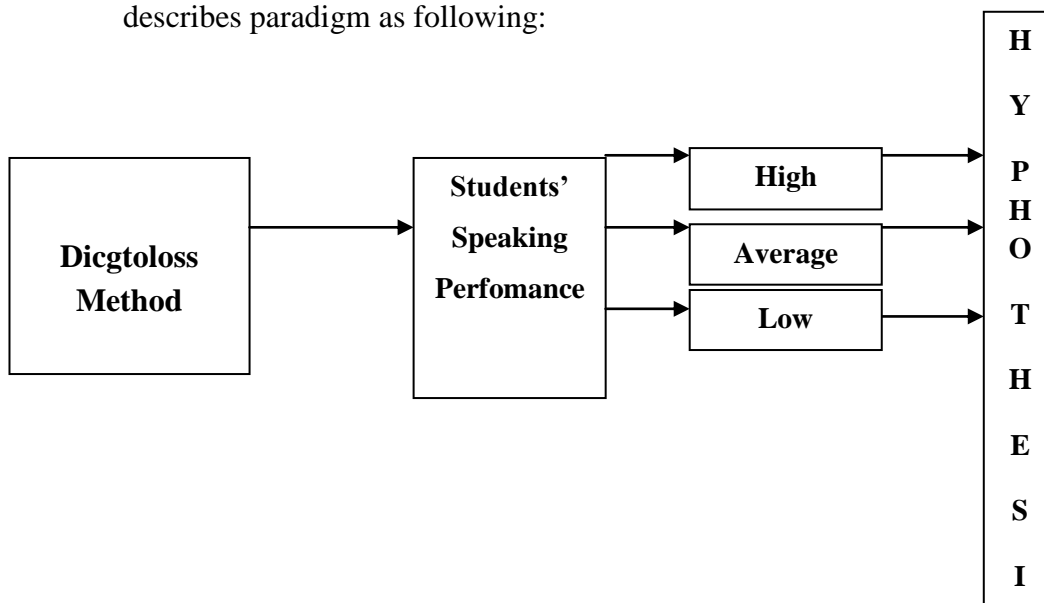 describes paradigm as following:
Dicgtoloss
Method
Students’
Speaking
Perfomance
High
Average
Low
H
Y
P
H
O
T
H
E
S
I